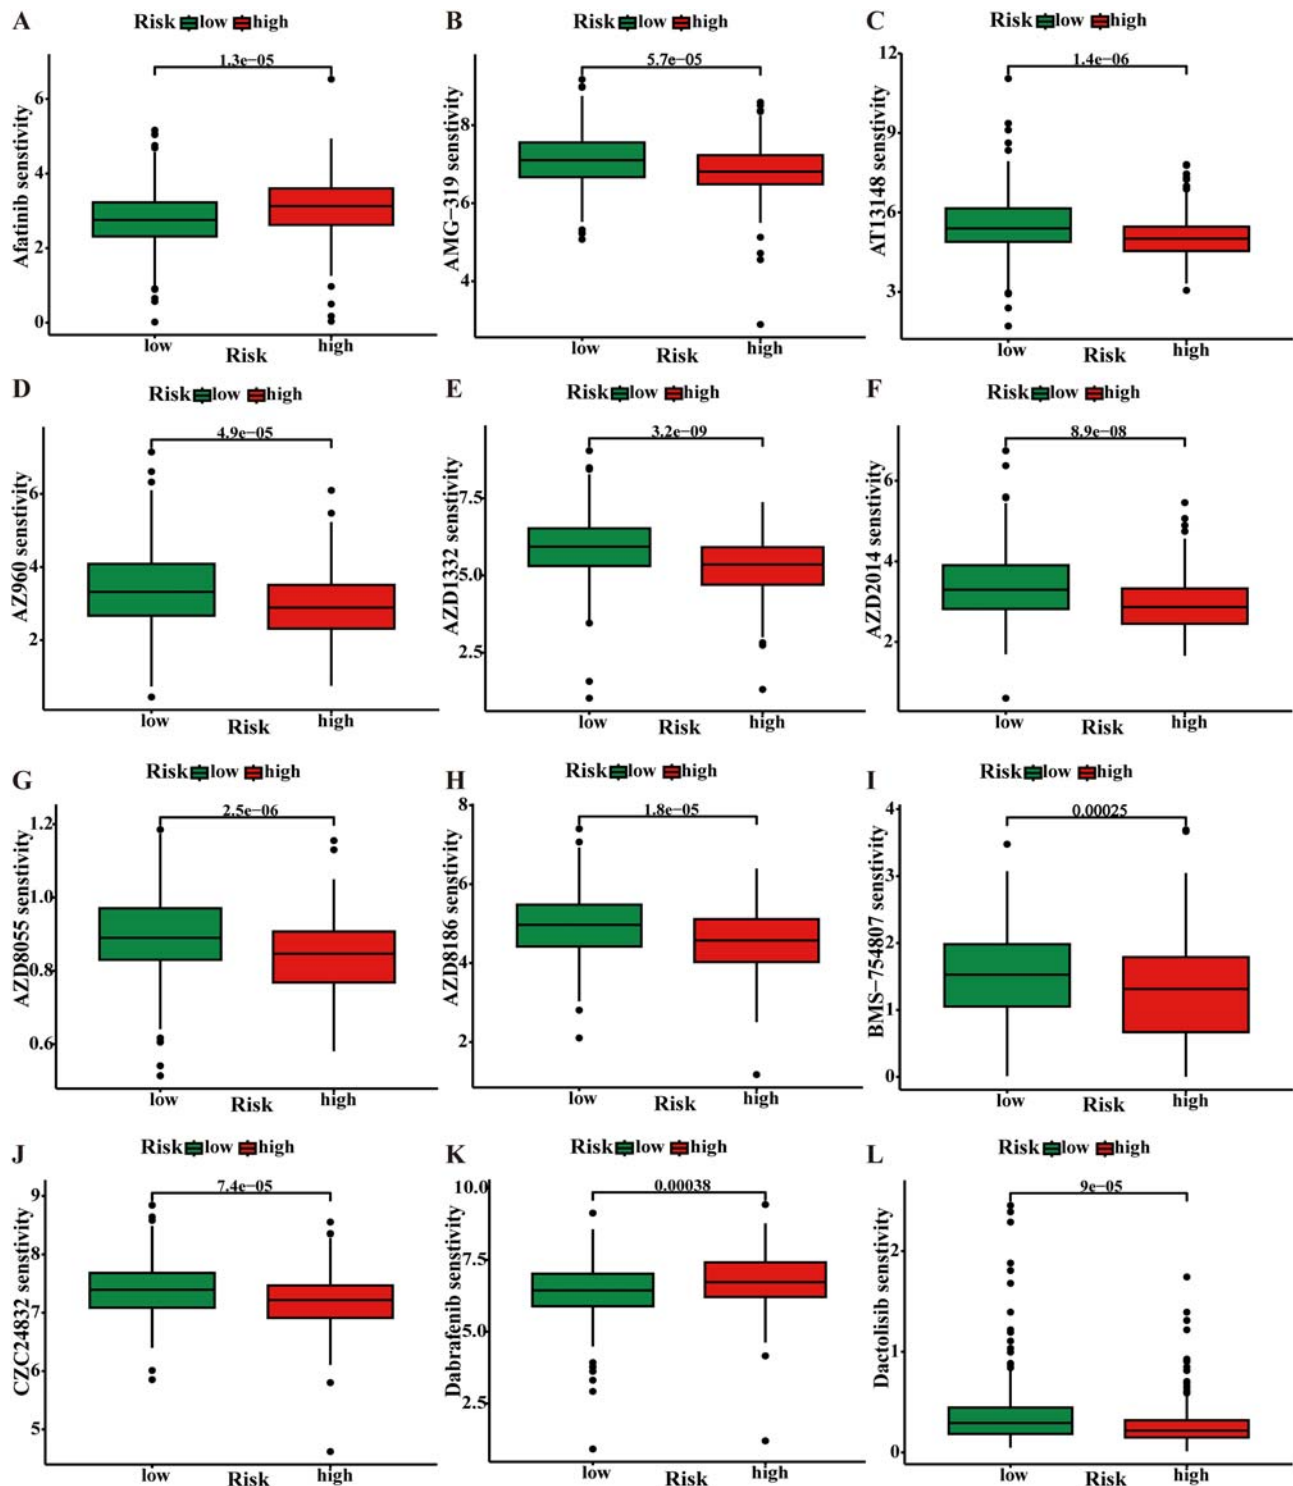 A Risk low high
1.3e−05
Afatinib senstivity
6
4
2
0
low high
Risk
B Risk low high
5.7e−05
AMG−319 senstivity
8
6
4
low high
Risk
C Risk low high
1.4e−06
AT13148 senstivity
12
9
6
3
low high
Risk
D Risk low high
4.9e−05
AZ960 senstivity
6
4
2
low high
Risk
E Risk low high
3.2e−09
AZD1332 senstivity
7.5
5.0
2.5
low high
Risk
F Risk low high
8.9e−08
AZD2014 senstivity
6
4
2
low high
Risk
G Risk low high
2.5e−06
AZD8055 senstivity
1.2
1.0
0.8
0.6
low high
Risk
H Risk low high
1.8e−05
AZD8186 senstivity
8
6
4
2
low high
Risk
I Risk low high
0.00025
BMS−754807 senstivity
4
3
2
1
0
low high
Risk
J Risk low high
7.4e−05
CZC24832 senstivity
9
8
7
6
5
low high
Risk
K Risk low high
0.00038
Dabrafenib senstivity
10.0
7.5
5.0
2.5
low high
Risk
L Risk low high
9e−05
Dactolisib senstivity
2
1
0
low high
Risk